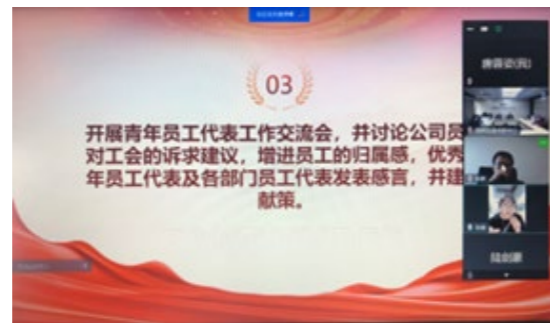 03
开展青年员工代表工作交流会，并讨论公司员
对工会的诉求建议，增进员工的归属感，优秀
年员工代表及各部门员工代表发表感言，并建
献策。